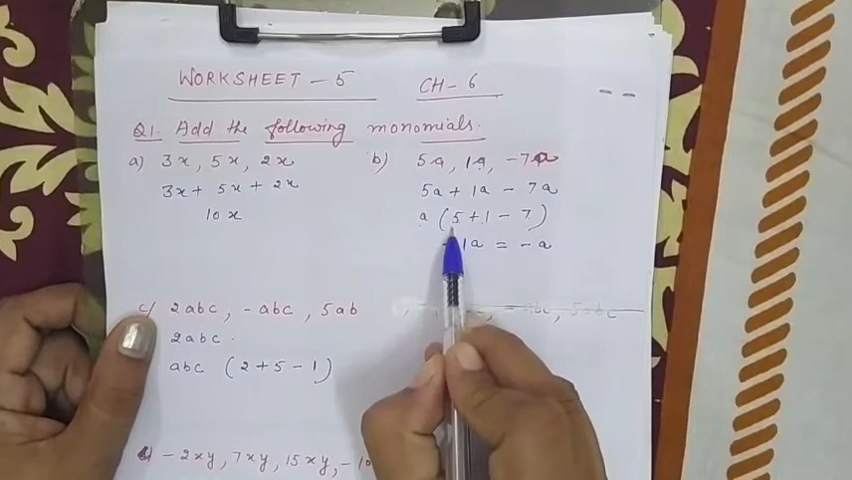 WORKSHEET - 5 CH - 6
Q1. Add the following monomials.
a) 3x, 5x, 2x
3x + 5x + 2x
10x
b) 5a, 1a, -7a
5a + 1a - 7a
a (5 + 1 - 7)
1a = -a
c) 2abc, -abc, 5ab
2abc.
abc (2 + 5 - 1)
d) -2xy, 7xy, 15xy, -10